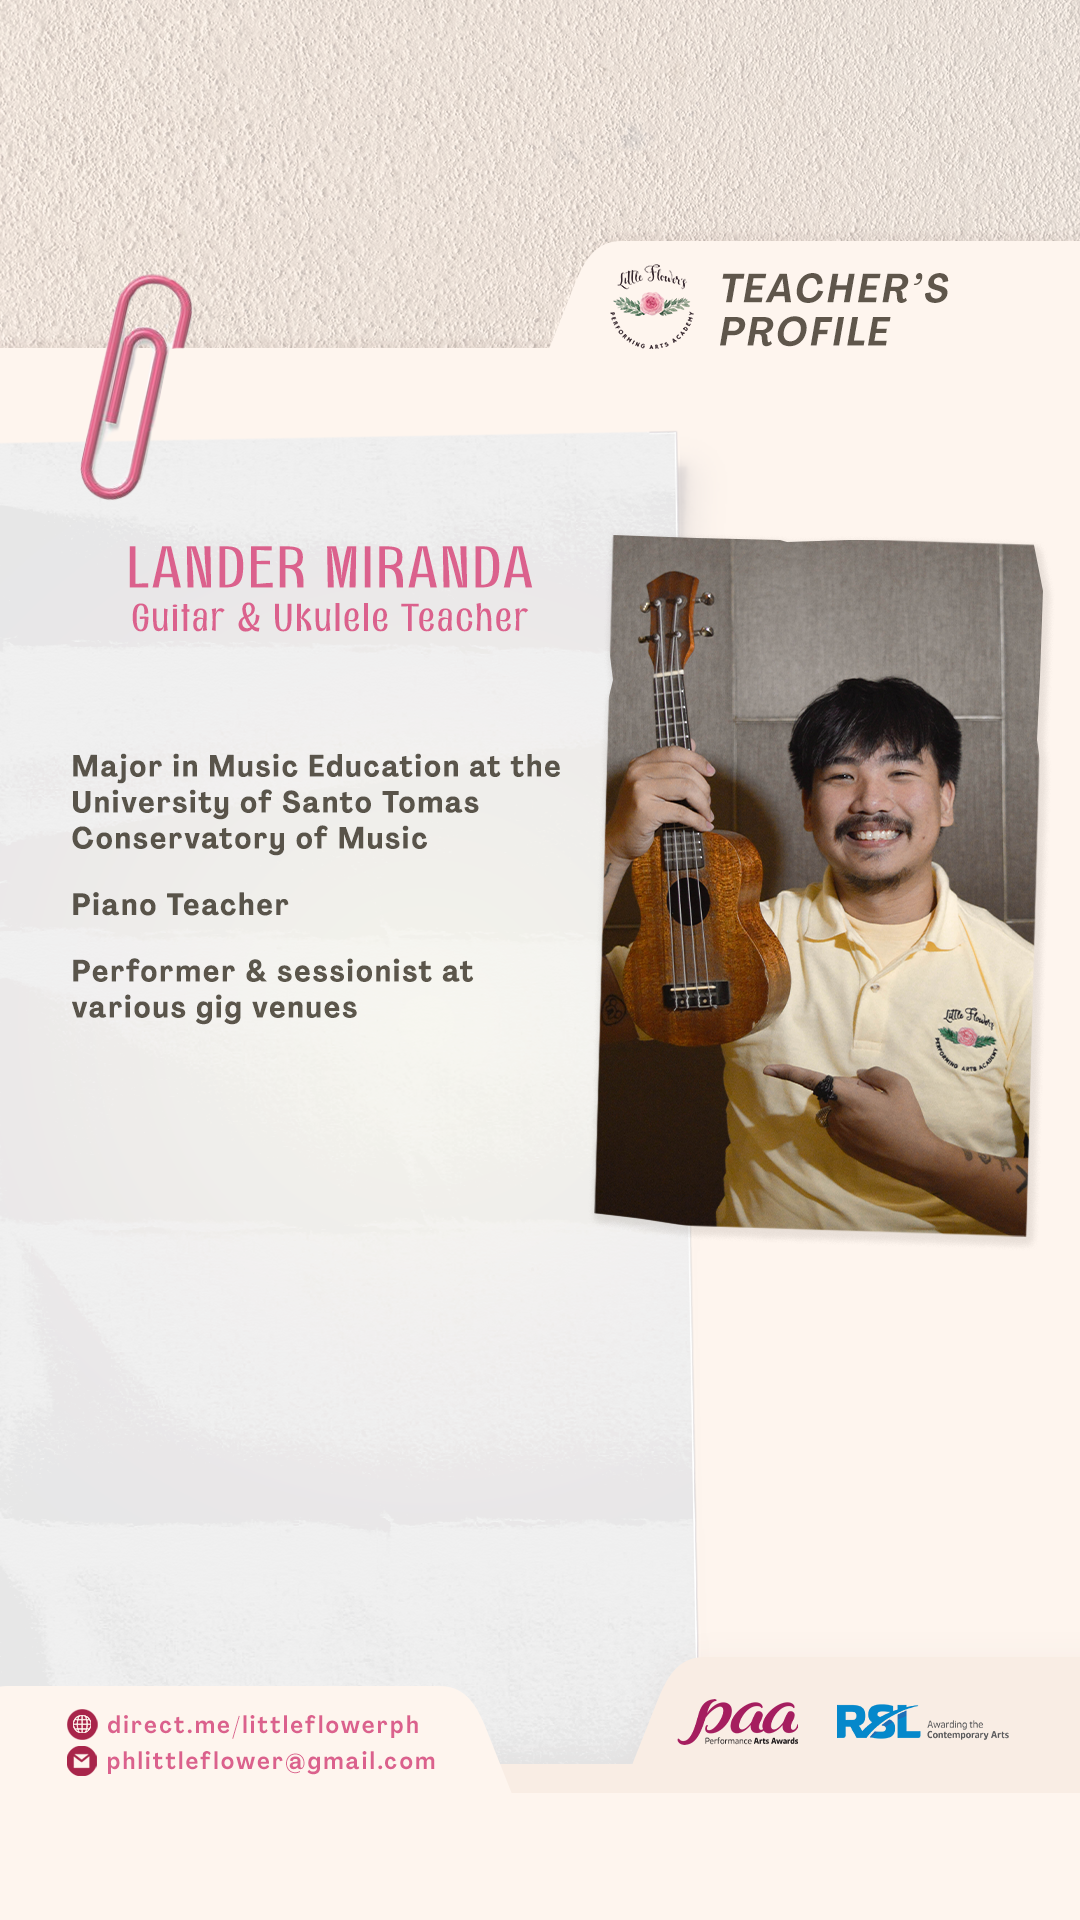 Little Flower's
PERFORMING ARTS ACADEMY
TEACHER'S
PROFILE
LANDER MIRANDA
Guitar & Ukulele Teacher
Major in Music Education at the
University of Santo Tomas
Conservatory of Music
Piano Teacher
Performer & sessionist at
various gig venues
Little Flower's
PERFORMING ARTS ACADEMY
direct.me/littleflowerph
phlittleflower@gmail.com
paa
Performance Arts Awards
RSL
Awarding the
Contemporary Arts